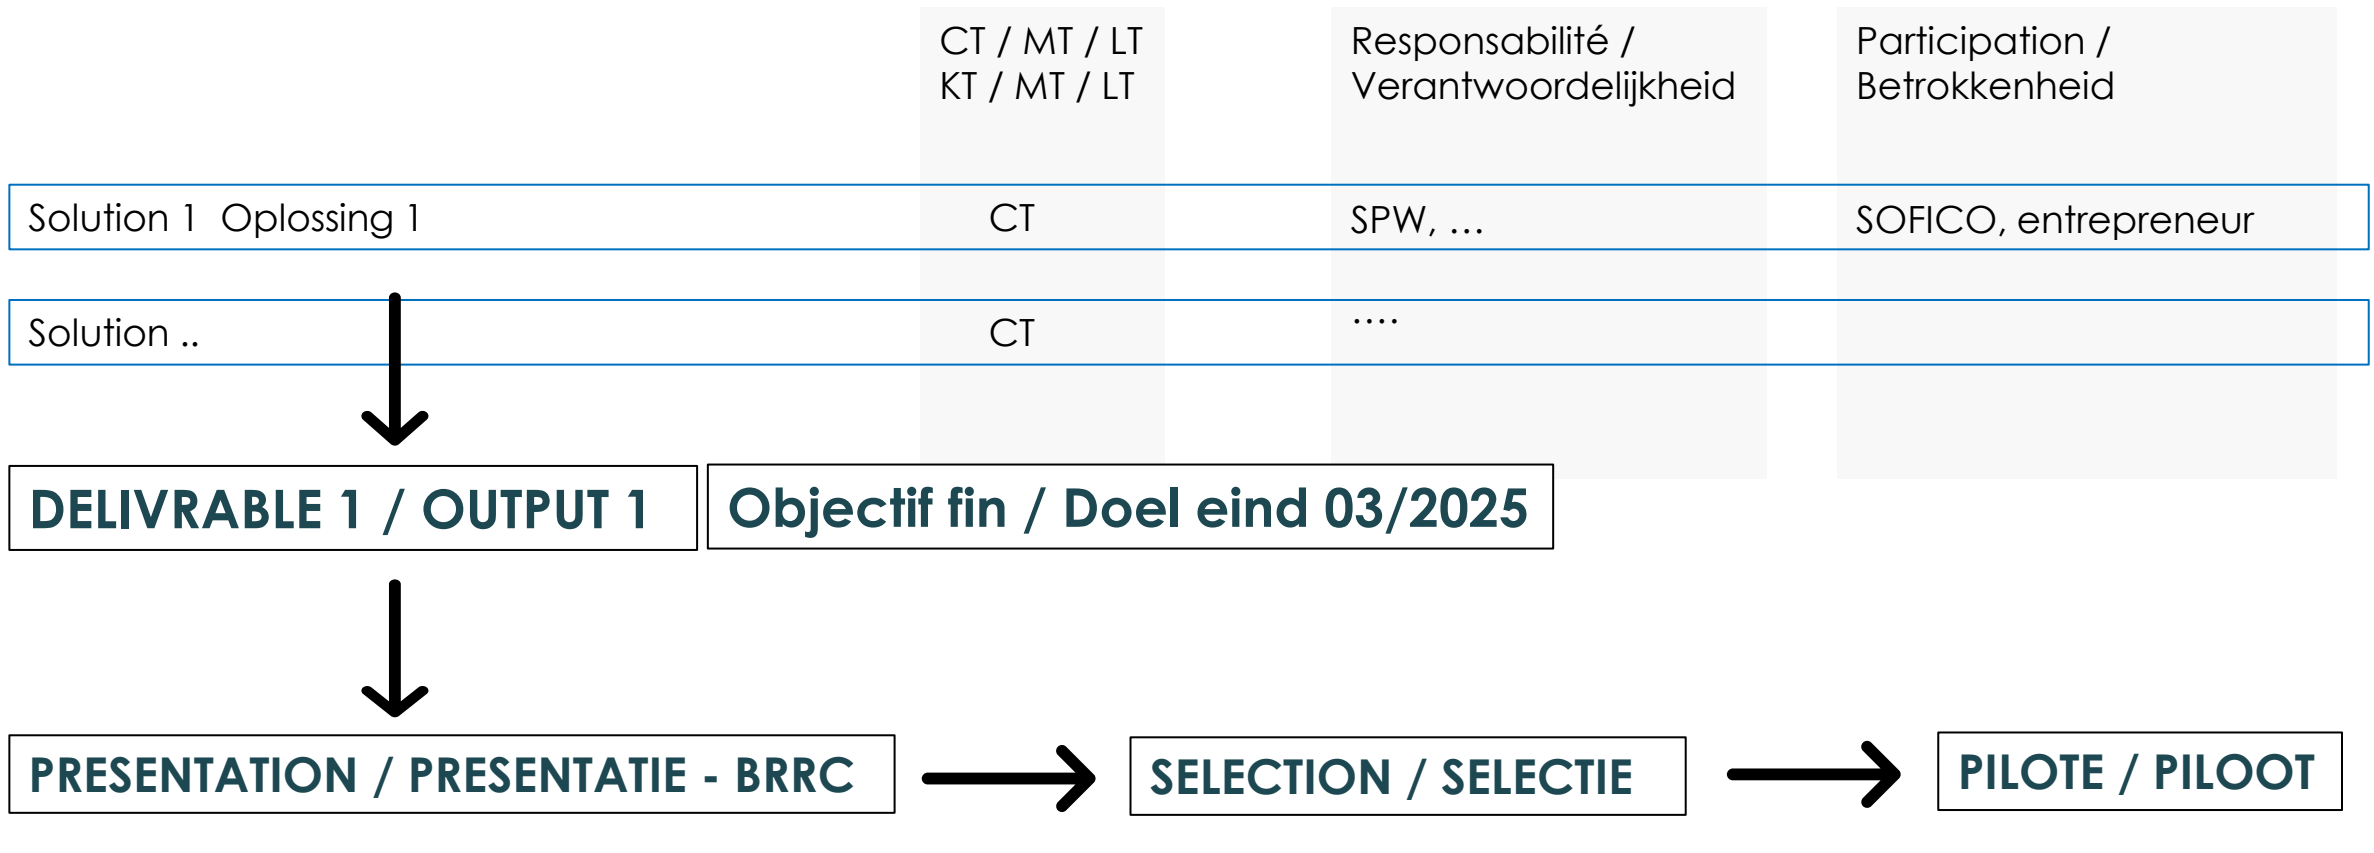 CT / MT / LT
KT / MT / LT
Responsabilité /
Verantwoordelijkheid
Participation /
Betrokkenheid
Solution 1  Oplossing 1
CT
SPW, …
SOFICO, entrepreneur
Solution ..
CT
....
DELIVRABLE 1 / OUTPUT 1
Objectif fin / Doel eind 03/2025
PRESENTATION / PRESENTATIE - BRRC
SELECTION / SELECTIE
PILOTE / PILOOT